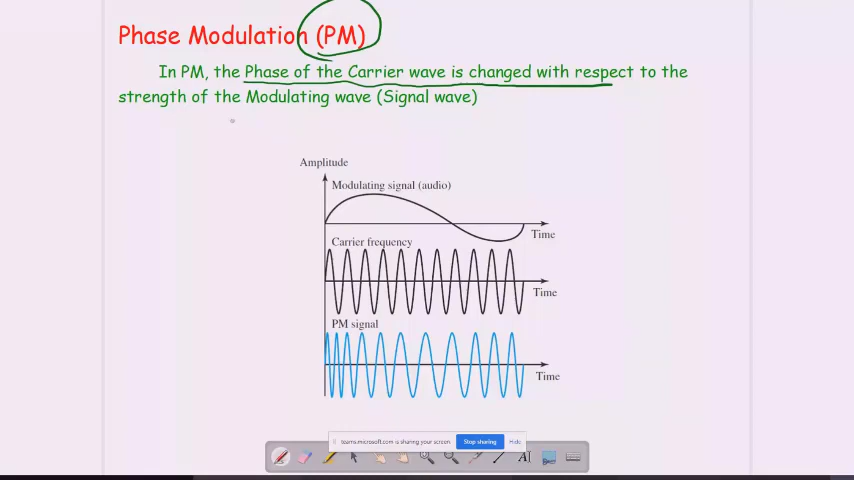 Phase Modulation (PM)
In PM, the Phase of the Carrier wave is changed with respect to the
strength of the Modulating wave (Signal wave)
Amplitude
Modulating signal (audio)
Time
Carrier frequency
Time
PM signal
Time
teams.microsoft.com is sharing your screen. Stop sharing Hide
A